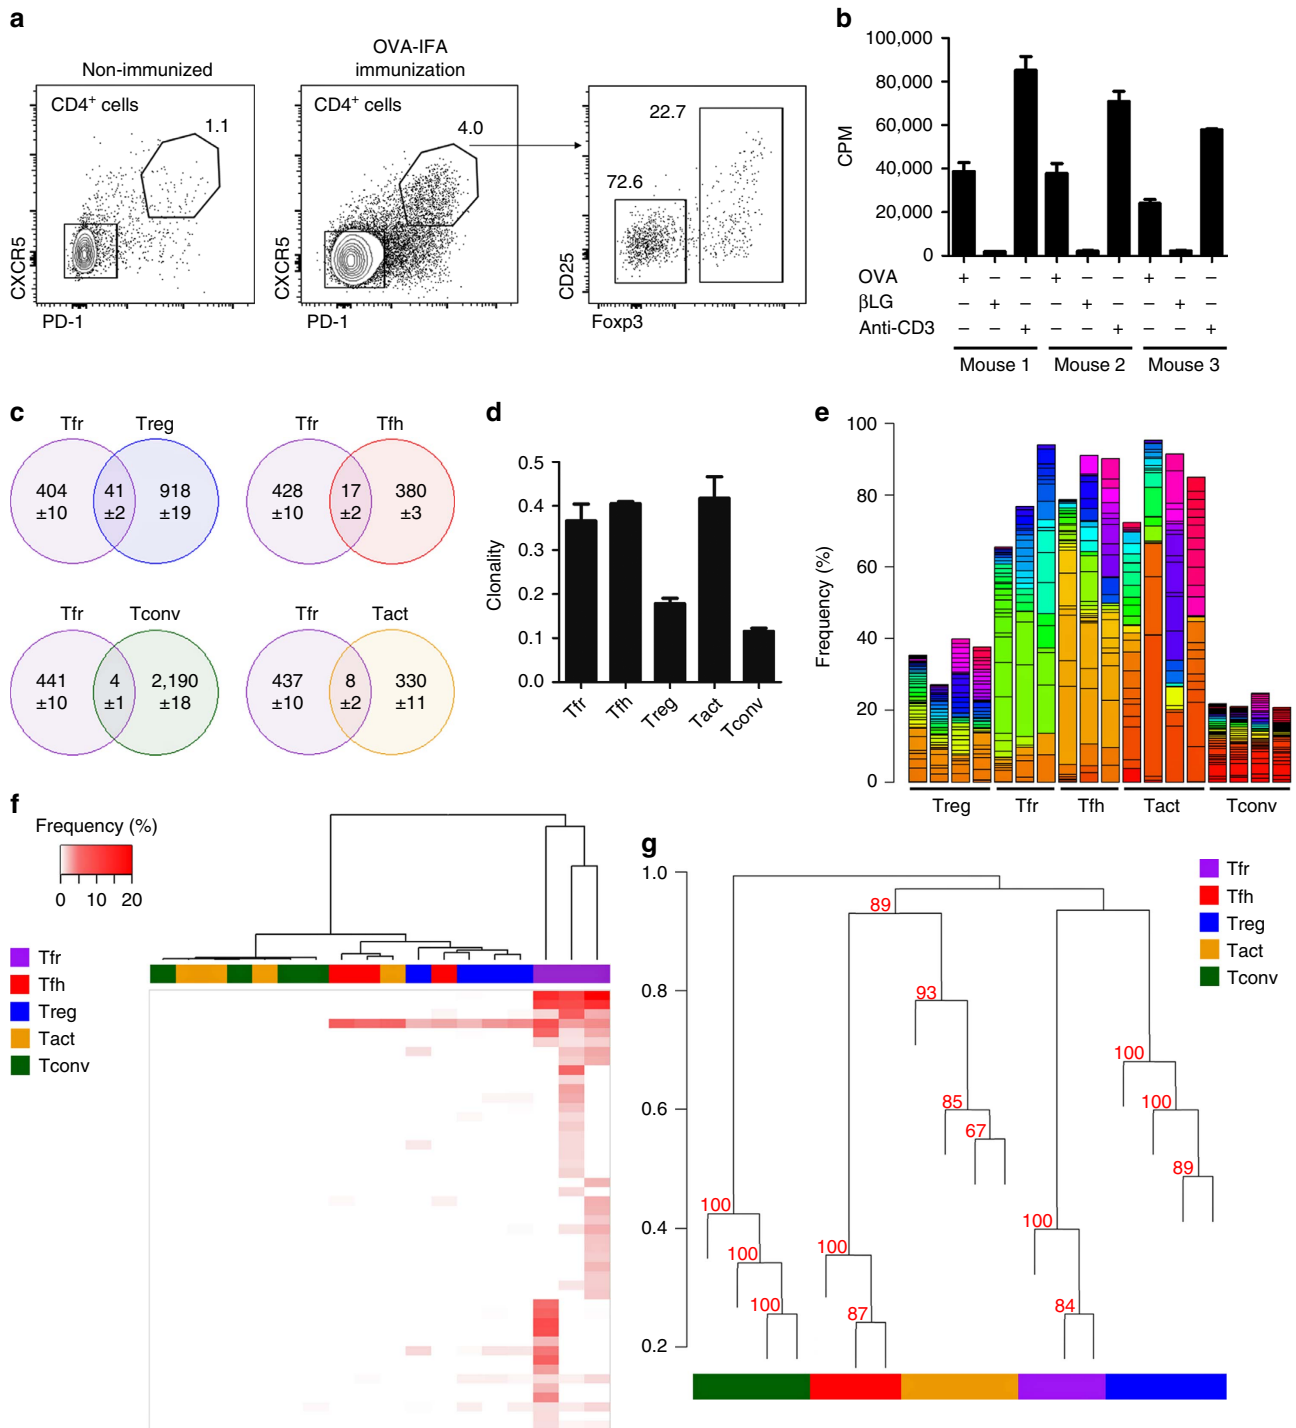 a
Non-immunized
OVA-IFA
immunization
CD4+ cells
1.1
CXCR5
PD-1
CD4+ cells
4.0
CXCR5
PD-1
22.7
72.6
CD25
Foxp3
b
100,000
80,000
60,000
40,000
20,000
0
CPM
OVA + – – + – – + – –
βLG – + – – + – – + –
Anti-CD3 – – + – – + – – +
Mouse 1 Mouse 2 Mouse 3
c
Tfr Treg
404 41 918
±10 ±2 ±19
Tfr Tfh
428 17 380
±10 ±2 ±3
Tfr Tconv
441 4 2,190
±10 ±1 ±18
Tfr Tact
437 8 330
±10 ±2 ±11
d
0.5
0.4
0.3
0.2
0.1
0.0
Clonality
Tfr Tfh Treg Tact Tconv
e
100
80
60
40
20
0
Frequency (%)
Treg Tfr Tfh Tact Tconv
f
Frequency (%)
0 10 20
Tfr
Tfh
Treg
Tact
Tconv
g
1.0
0.8
0.6
0.4
0.2
89
93
85
67
100
100
89
100
100
100
100
87
100
84
Tfr
Tfh
Treg
Tact
Tconv